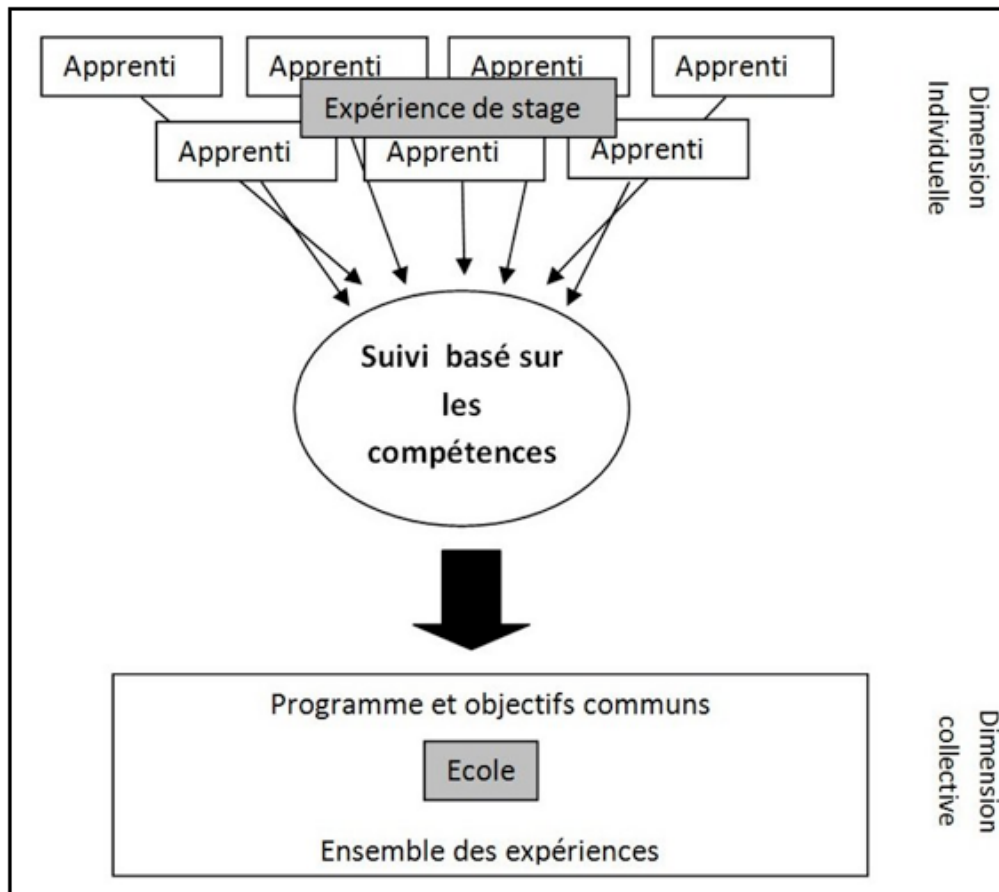 Apprenti
Apprenti
Apprenti
Apprenti
Expérience de stage
Apprenti
Apprenti
Apprenti
Dimension
Individuelle
Suivi basé sur
les
compétences
Programme et objectifs communs
Ecole
Ensemble des expériences
Dimension
collective